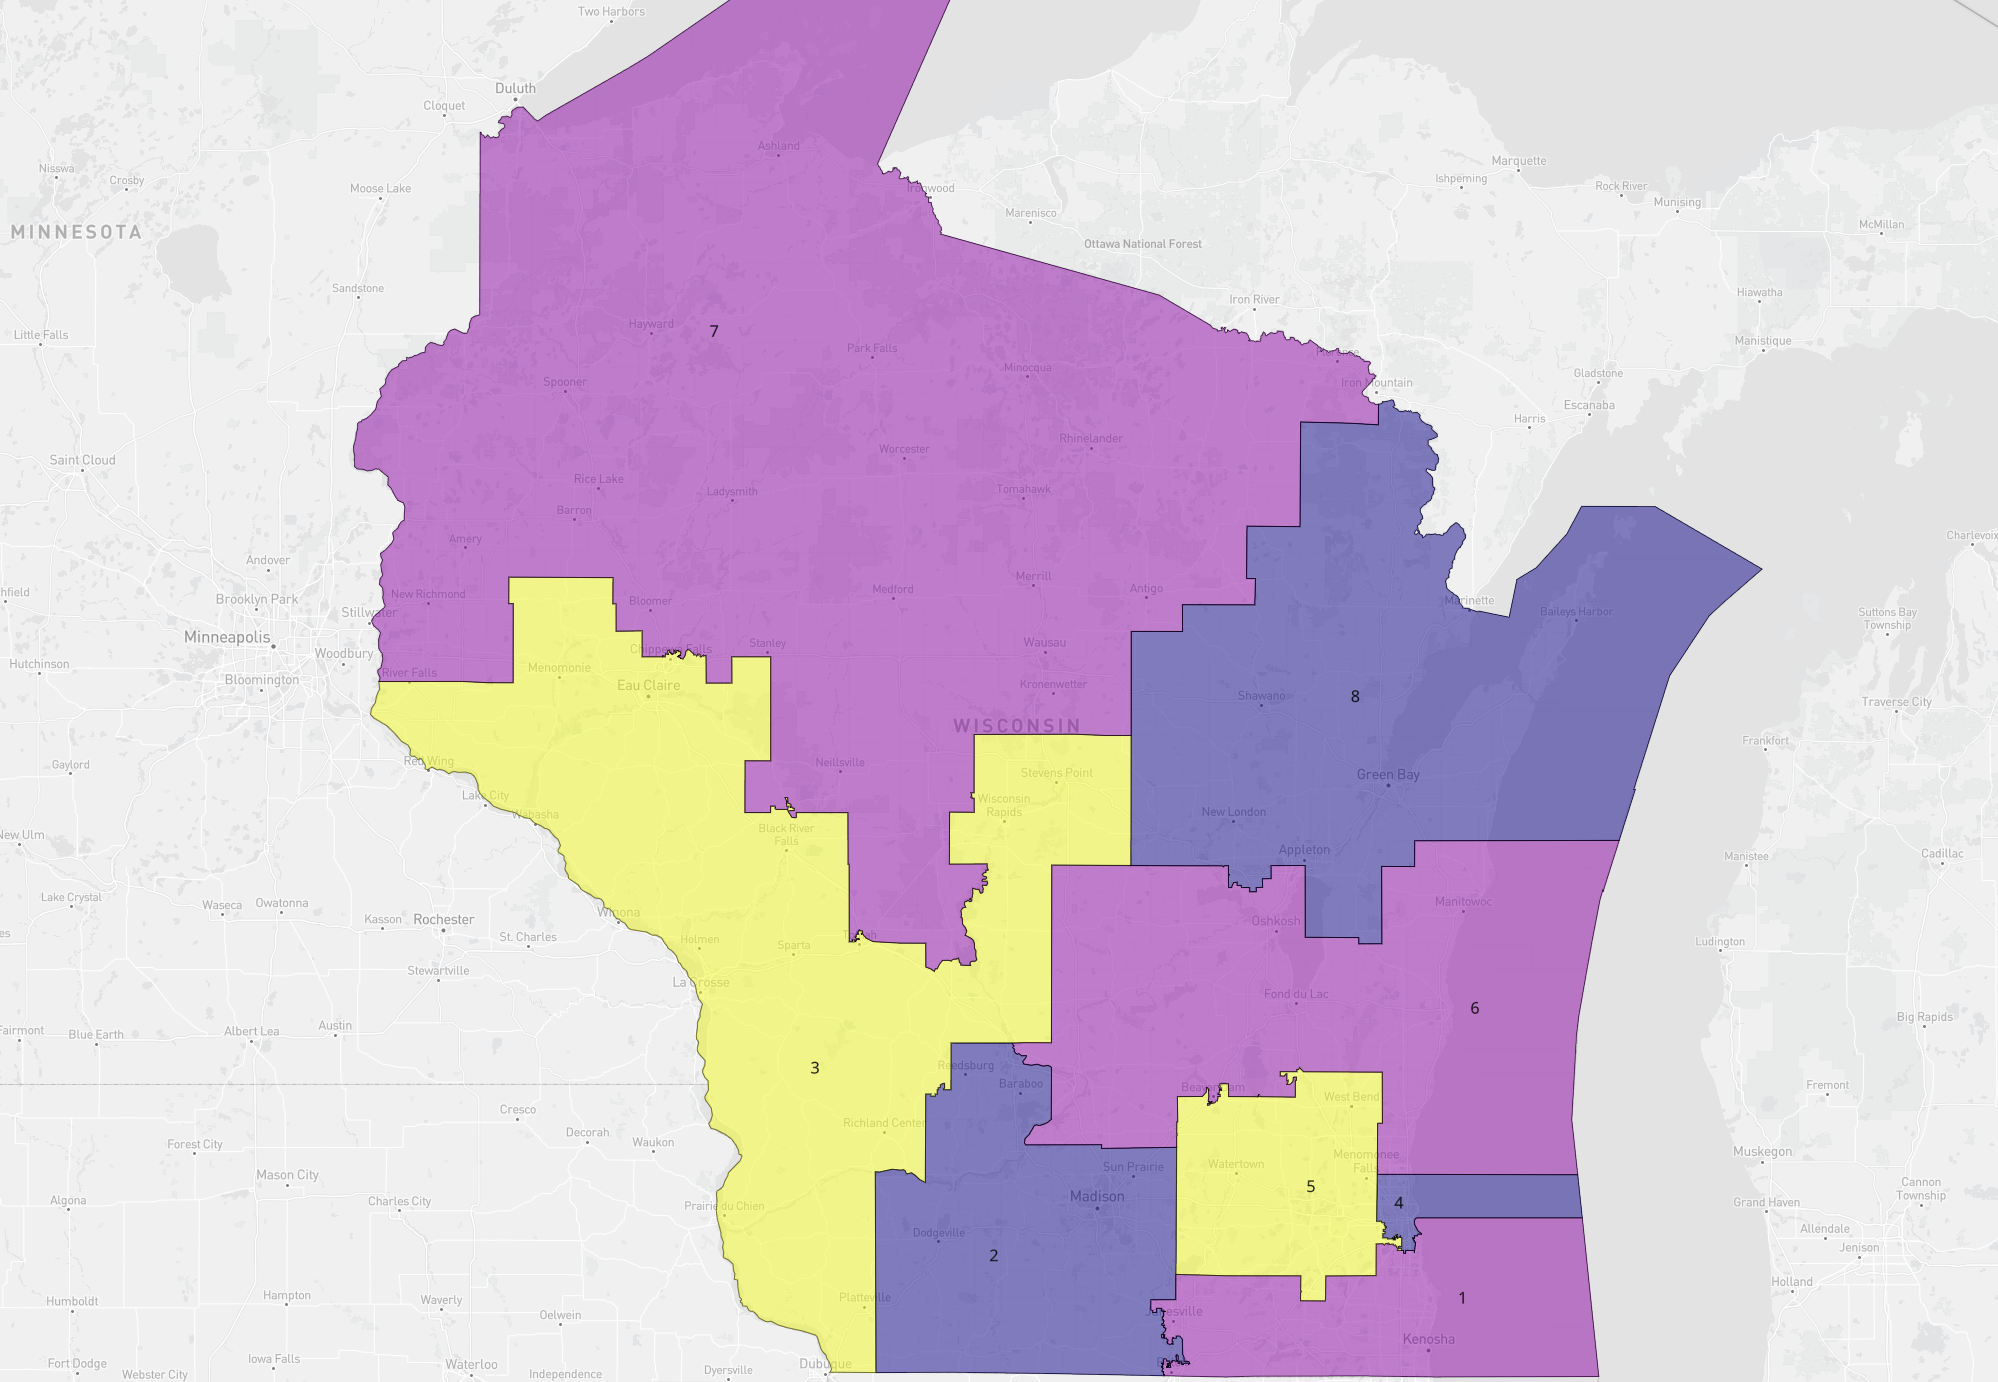 Two Harbors
Duluth
Cloquet
Ashland
Nisswa
Crosby
Moose Lake
Ironwood
Marquette
Ishpeming
Rock River
Munising
Marenisco
McMillan
MINNESOTA
Ottawa National Forest
Sandstone
Hiawatha
Iron River
Little Falls
Hayward
7
Park Falls
Manistique
Florence
Minocqua
Spooner
Iron Mountain
Gladstone
Escanaba
Harris
Rhinelander
Worcester
Saint Cloud
Rice Lake
Ladysmith
Tomahawk
Barron
Amery
Charlevoix
Andover
Merrill
Medford
Antigo
hfield
Brooklyn Park
New Richmond
Bloomer
Stillwater
Marinette
Baileys Harbor
Suttons Bay
Township
Minneapolis
Woodbury
Chippewa Falls
Stanley
Wausau
Hutchinson
Bloomington
River Falls
Menomonie
Eau Claire
Kronenwetter
Shawano
8
Traverse City
WISCONSIN
Frankfort
Gaylord
Red Wing
Neillsville
Stevens Point
Green Bay
Lake City
Wisconsin
Rapids
Wabasha
New London
New Ulm
Black River
Falls
Appleton
Manistee
Cadillac
Lake Crystal
Waseca
Owatonna
Winona
Manitowoc
Kasson
Rochester
Oshkosh
es
St. Charles
Holmen
Sparta
Tomah
Ludington
Stewartville
La Crosse
Fond du Lac
6
Fairmont
Blue Earth
Albert Lea
Austin
Big Rapids
3
Reedsburg
Baraboo
Beaver Dam
West Bend
Fremont
Cresco
Richland Center
Forest City
Decorah
Waukon
Menomonee
Falls
Muskegon
Mason City
Watertown
Sun Prairie
5
4
Cannon
Township
Algona
Charles City
Prairie du Chien
Madison
Grand Haven
Allendale
Dodgeville
Jenison
2
Holland
Humboldt
Hampton
Waverly
Oelwein
Platteville
1
Janesville
Kenosha
Fort Dodge
Webster City
Iowa Falls
Waterloo
Independence
Dyersville
Dubuque